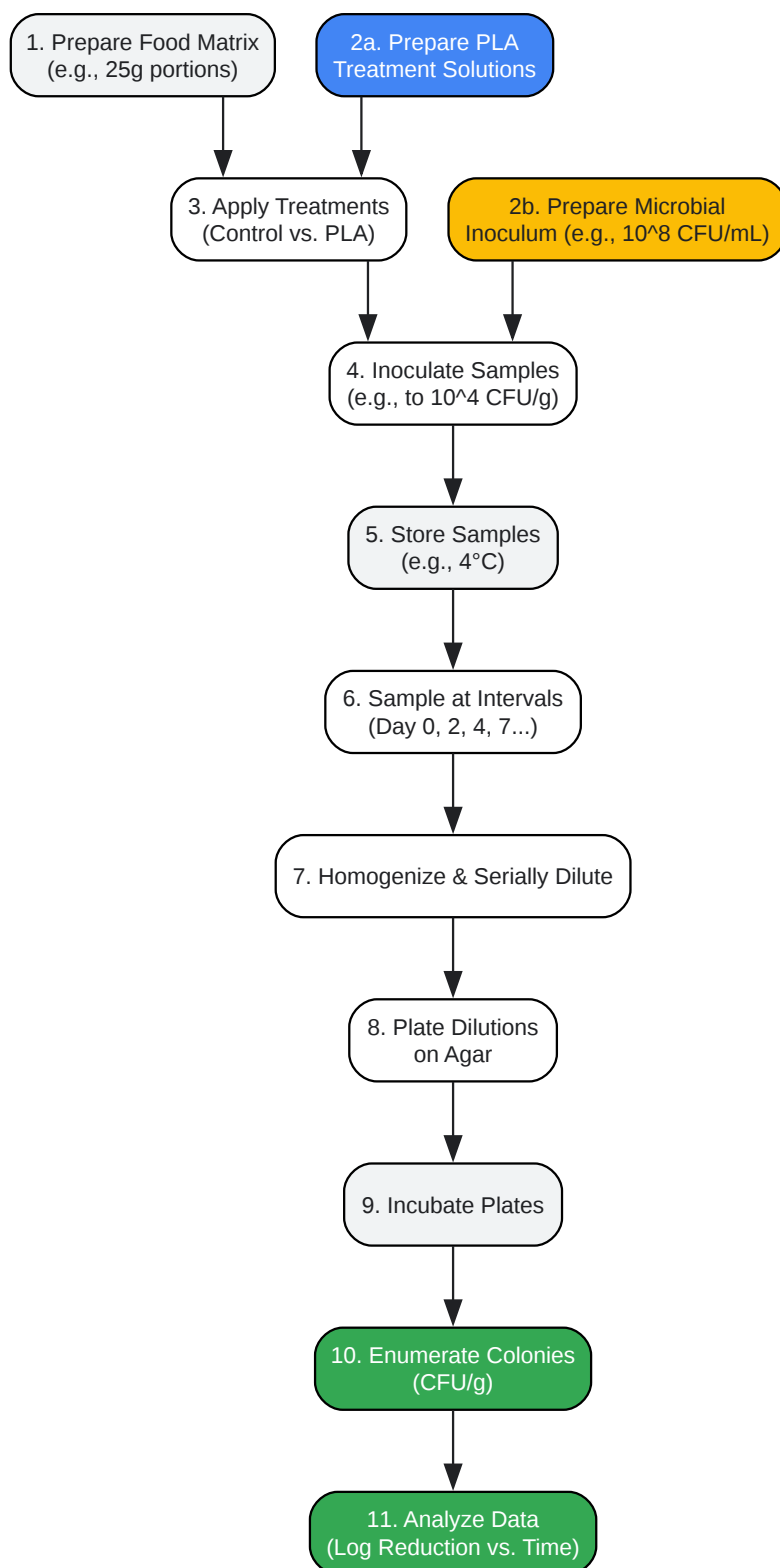 1. Prepare Food Matrix
(e.g., 25g portions)
2a. Prepare PLA
Treatment Solutions
3. Apply Treatments
(Control vs. PLA)
2b. Prepare Microbial
Inoculum (e.g., 10^8 CFU/mL)
4. Inoculate Samples
(e.g., to 10^4 CFU/g)
5. Store Samples
(e.g., 4°C)
6. Sample at Intervals
(Day 0, 2, 4, 7...)
7. Homogenize & Serially Dilute
8. Plate Dilutions
on Agar
9. Incubate Plates
10. Enumerate Colonies
(CFU/g)
11. Analyze Data
(Log Reduction vs. Time)